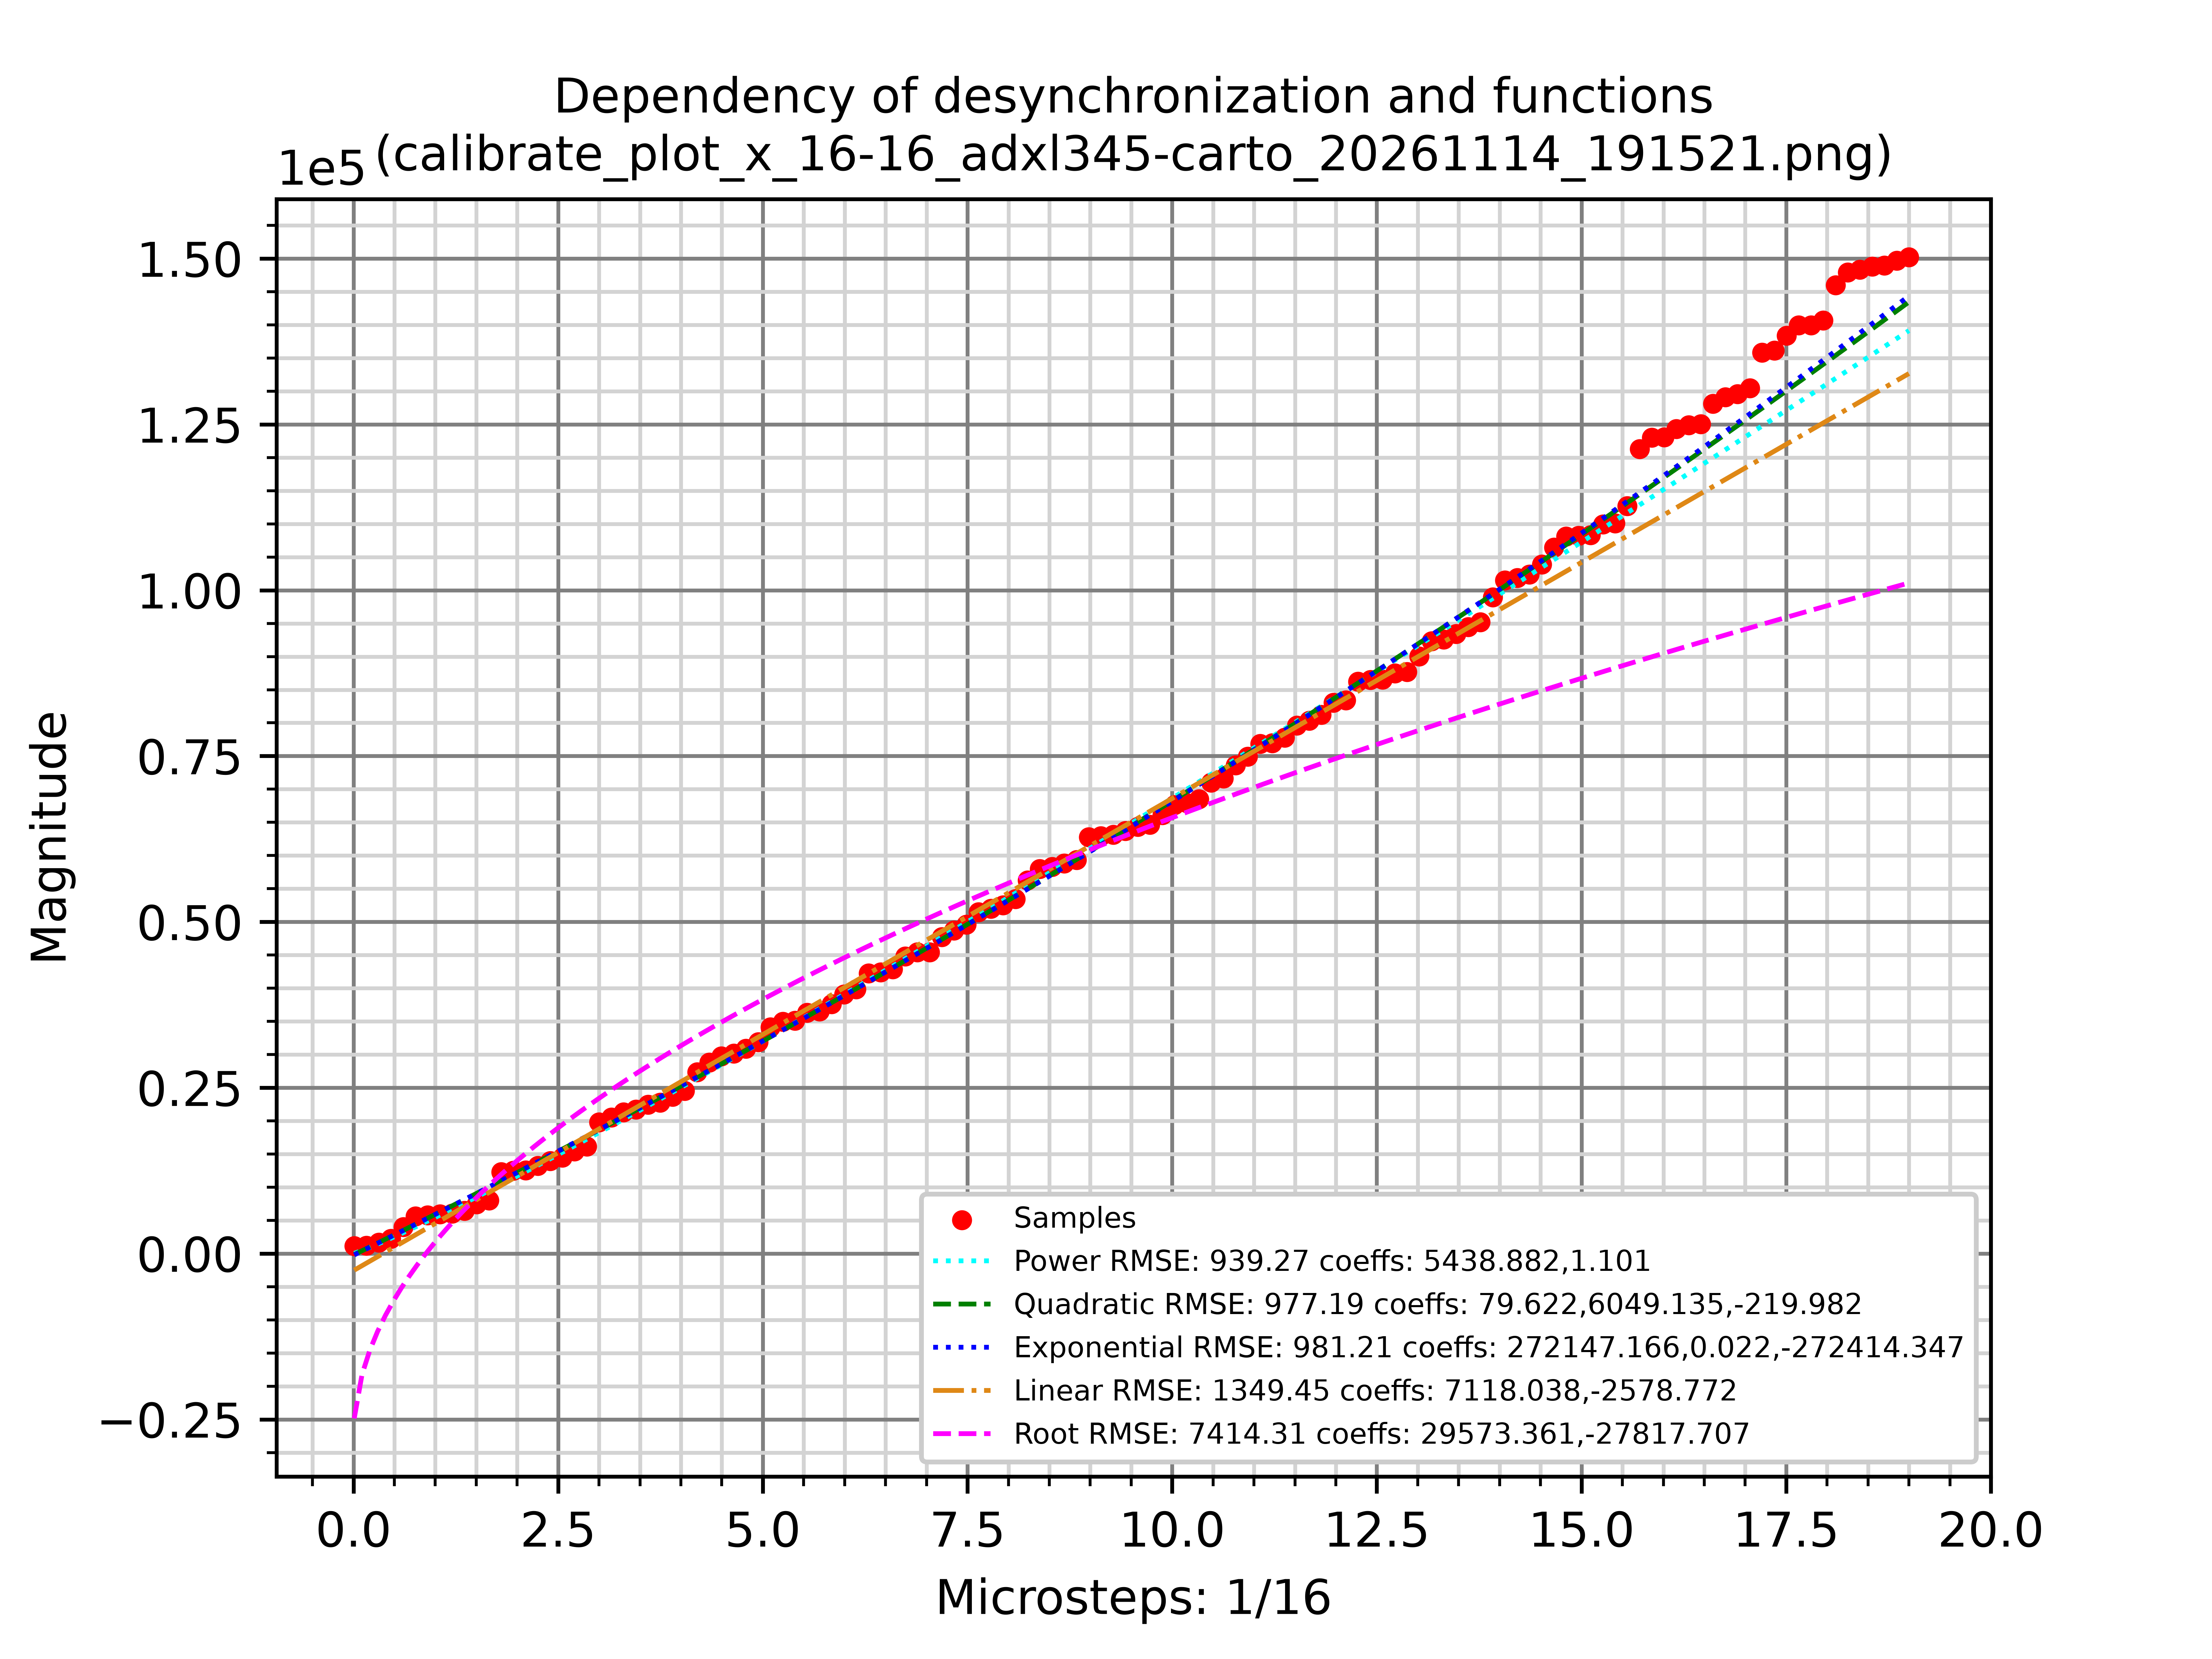 Dependency of desynchronization and functions
(calibrate_plot_x_16-16_adxl345-carto_20261114_191521.png)
1e5
1.50
1.25
1.00
0.75
0.50
0.25
0.00
−0.25
Magnitude
Samples
Power RMSE: 939.27 coeffs: 5438.882,1.101
Quadratic RMSE: 977.19 coeffs: 79.622,6049.135,-219.982
Exponential RMSE: 981.21 coeffs: 272147.166,0.022,-272414.347
Linear RMSE: 1349.45 coeffs: 7118.038,-2578.772
Root RMSE: 7414.31 coeffs: 29573.361,-27817.707
0.0 2.5 5.0 7.5 10.0 12.5 15.0 17.5 20.0
Microsteps: 1/16